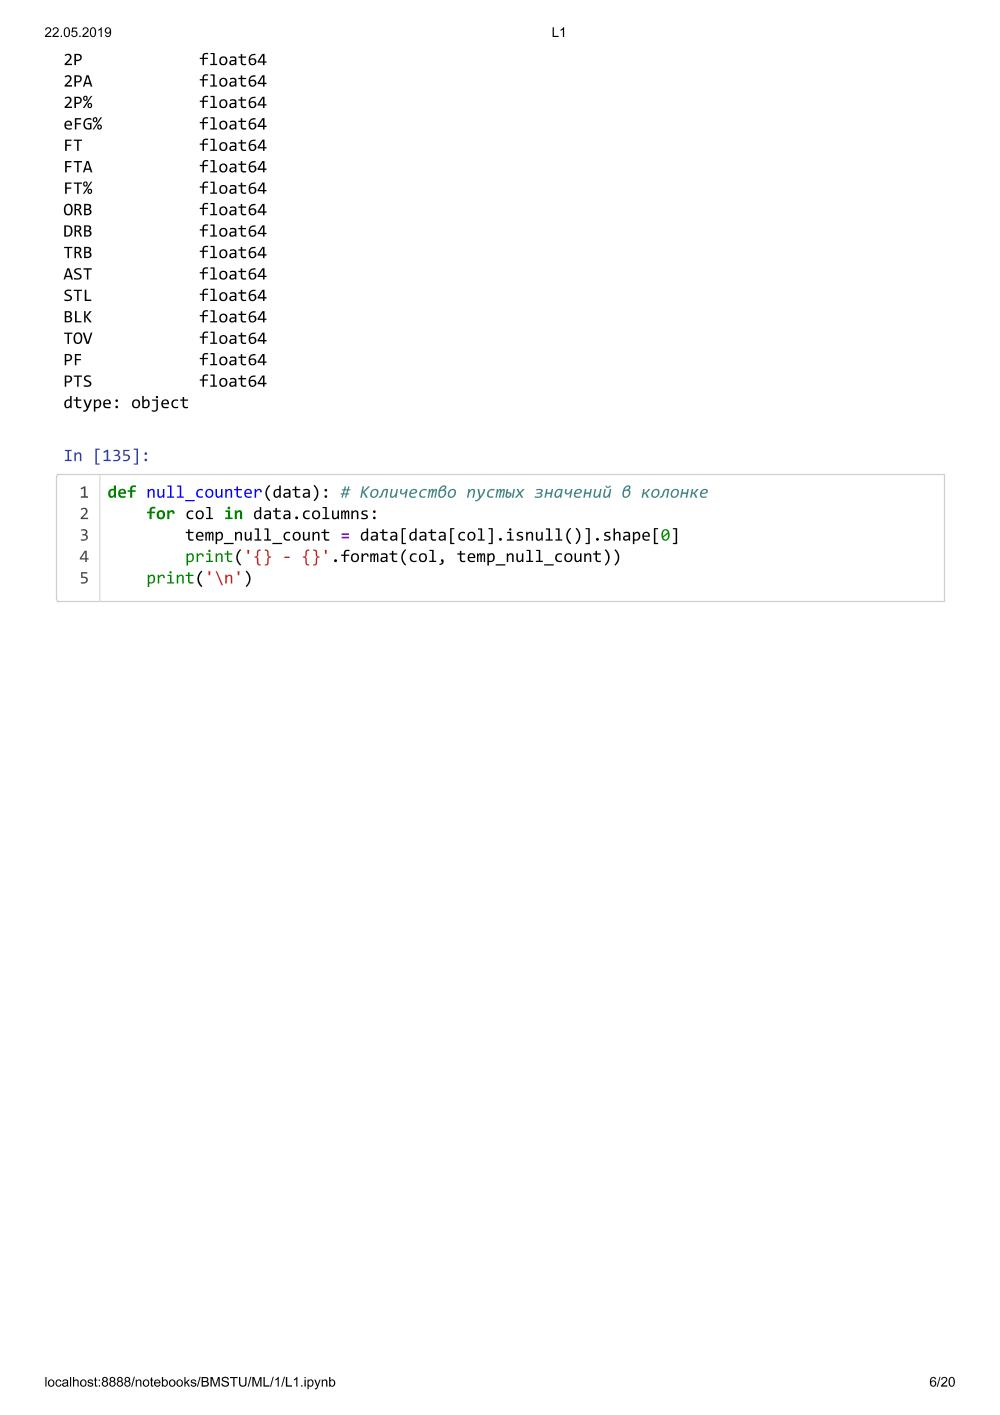 22.05.2019 L1
2P float64
2PA float64
2P% float64
eFG% float64
FT float64
FTA float64
FT% float64
ORB float64
DRB float64
TRB float64
AST float64
STL float64
BLK float64
TOV float64
PF float64
PTS float64
dtype: object
In [135]:
1 def null_counter(data): # Количество пустых значений в колонке
2     for col in data.columns:
3         temp_null_count = data[data[col].isnull()].shape[0]
4         print('{} - {}'.format(col, temp_null_count))
5     print('\n')
localhost:8888/notebooks/BMSTU/ML/1/L1.ipynb 6/20